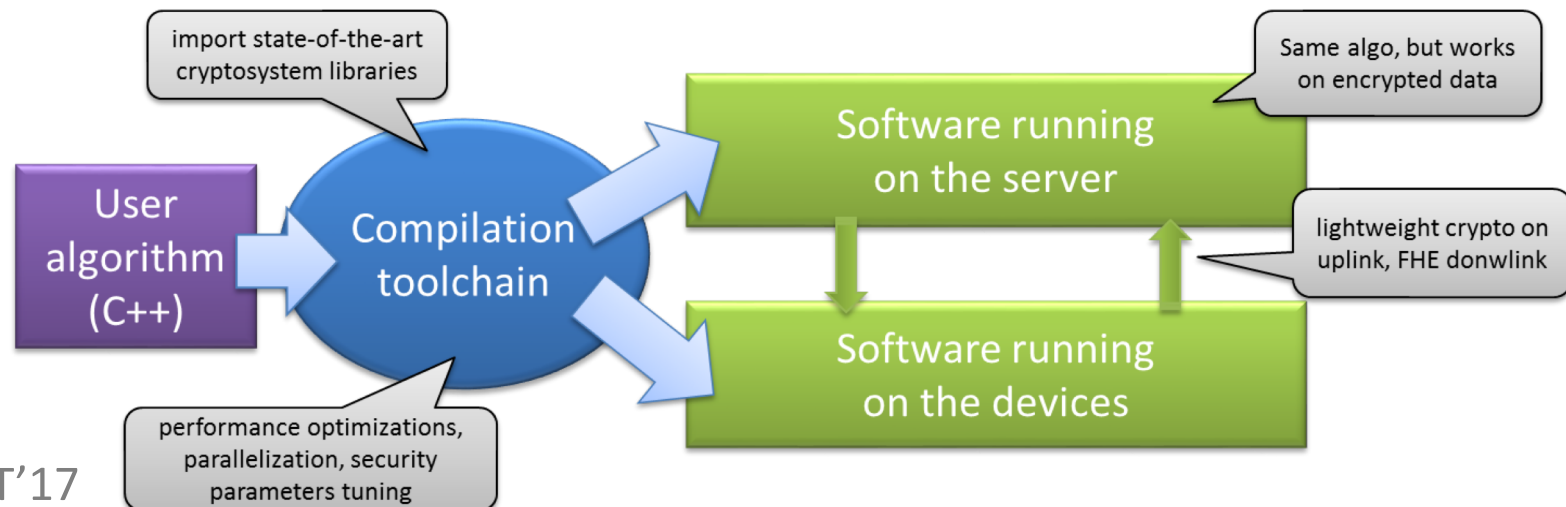 import state-of-the-art
cryptosystem libraries
Same algo, but works
on encrypted data
Software running
on the server
User
algorithm
(C++)
Compilation
toolchain
lightweight crypto on
uplink, FHE donwlink
Software running
on the devices
performance optimizations,
parallelization, security
parameters tuning
T’17